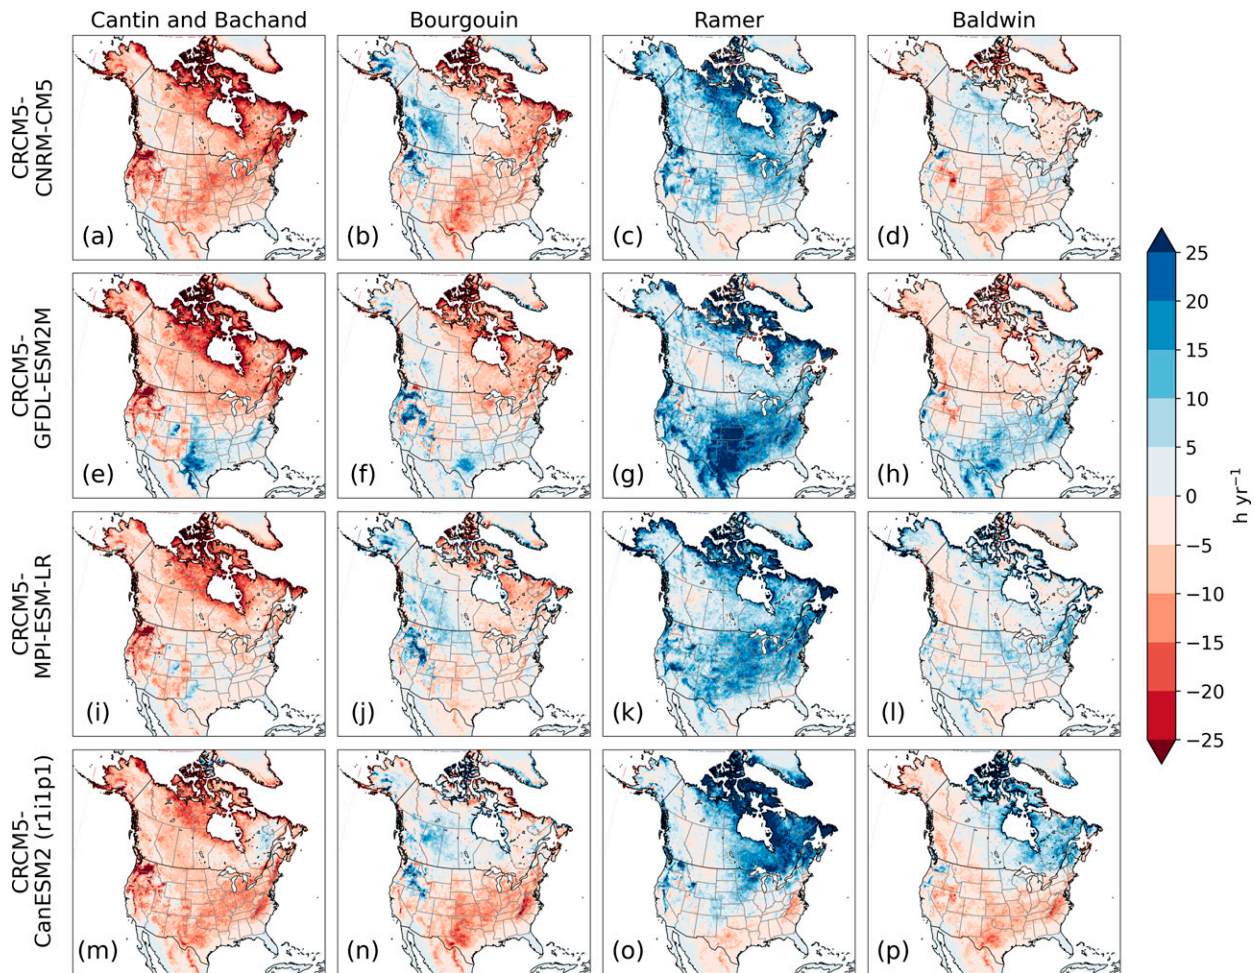 Cantin and Bachand
Bourgouin
Ramer
Baldwin
CRCM5-
CNRM-CM5
(a)
(b)
(c)
(d)
CRCM5-
GFDL-ESM2M
(e)
(f)
(g)
(h)
CRCM5-
MPI-ESM-LR
(i)
(j)
(k)
(l)
CRCM5-
CanESM2 (r1i1p1)
(m)
(n)
(o)
(p)
25
20
15
10
5
0
−5
−10
−15
−20
−25
h yr⁻¹